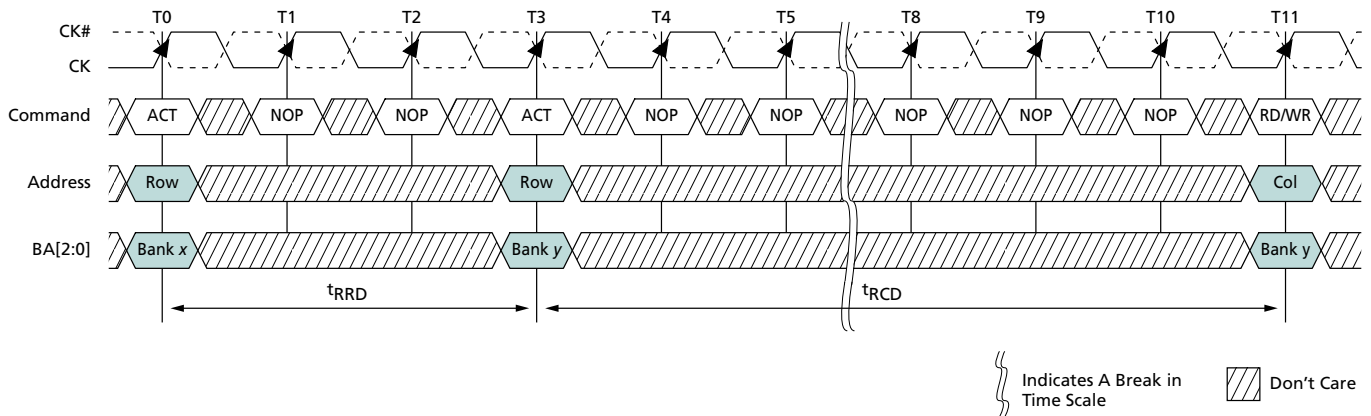 T0 T1 T2 T3 T4 T5 T8 T9 T10 T11
CK#
CK
Command ACT NOP NOP ACT NOP NOP NOP NOP NOP RD/WR
Address Row Row Col
BA[2:0] Bank x Bank y Bank y
tRRD tRCD
Indicates A Break in
Time Scale
Don't Care